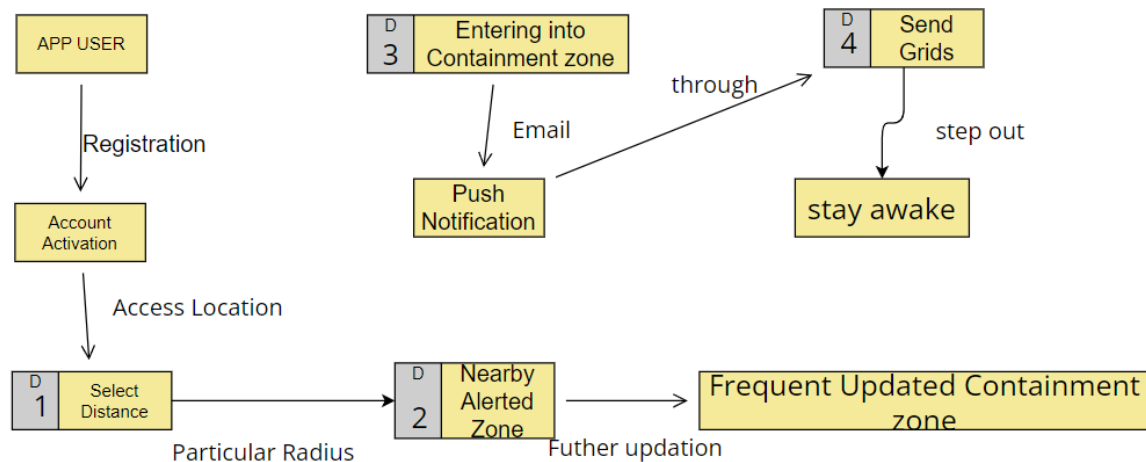 APP USER
Registration
Account
Activation
Access Location
D
1
Select
Distance
Particular Radius
D
2
Nearby
Alerted
Zone
Futher updation
Frequent Updated Containment
zone
D
3
Entering into
Containment zone
Email
Push
Notification
through
D
4
Send
Grids
step out
stay awake